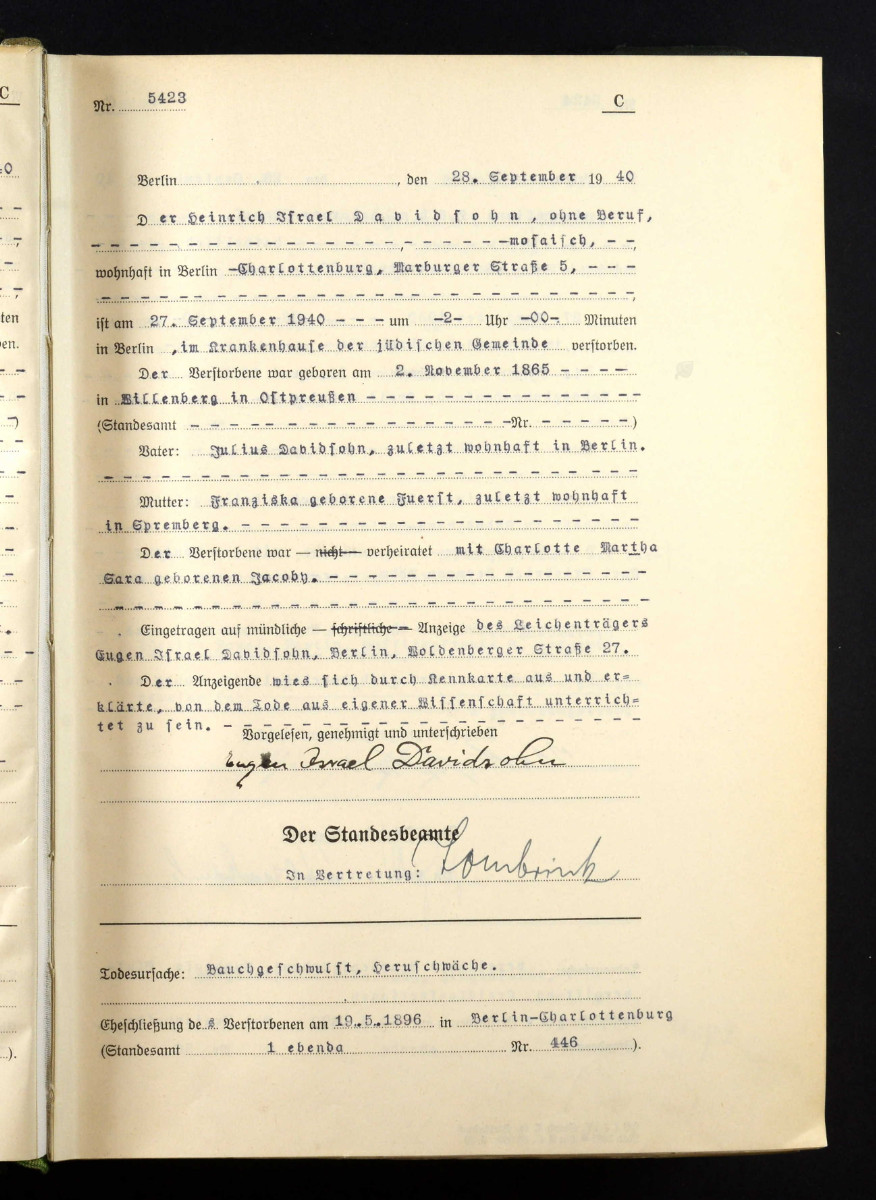 C
Nr. 5423
C
Berlin, den 28. September 19 40
Der Heinrich Israel Davidsohn, ohne Beruf,
- - - - - - - - - - - - - - - - - - - - - - -mosaisch, - -,
wohnhaft in Berlin -Charlottenburg, Marburger Straße 5, - - -
- - - - - - - - - - - - - - - - - - - - - - - - - - - - -,
ist am 27. September 1940 - - - um -2- Uhr -00- Minuten
in Berlin, im Krankenhause der jüdischen Gemeinde verstorben.
Der Verstorbene war geboren am 2. November 1865 - - - -
in Willenberg in Ostpreußen - - - - - - - - - - - - - - -
(Standesamt - - - - - - - - - - - - - - - - - -Nr. - - - - -)
Vater: Julius Davidsohn, zuletzt wohnhaft in Berlin.
- - - - - - - - - - - - - - - - - - - - - - - - - - - - - -
Mutter: Franziska geborene Fuerst, zuletzt wohnhaft
in Spremberg. - - - - - - - - - - - - - - - - - - - - - -
Der Verstorbene war — nicht — verheiratet mit Charlotte Martha
Sara geborenen Jacoby. - - - - - - - - - - - - - - - - -
- - - - - - - - - - - - - - - - - - - - - - - - - - - - - -
Eingetragen auf mündliche — schriftliche — Anzeige des Leichenträgers
Eugen Israel Davidsohn, Berlin, Woldenberger Straße 27.
Der Anzeigende wies sich durch Kennkarte aus und er=
klärte, von dem Tode aus eigener Wissenschaft unterrich=
tet zu sein. - - - - - - - - - - - - - - - - - - - - - - -
Vorgelesen, genehmigt und unterschrieben
Eugen Israel Davidsohn
Der Standesbeamte
In Vertretung:
Todesursache: Bauchgeschwulst, Heruschwäche.
Eheschließung des Verstorbenen am 19.5.1896 in Berlin-Charlottenburg
(Standesamt 1 ebenda Nr. 446 ).